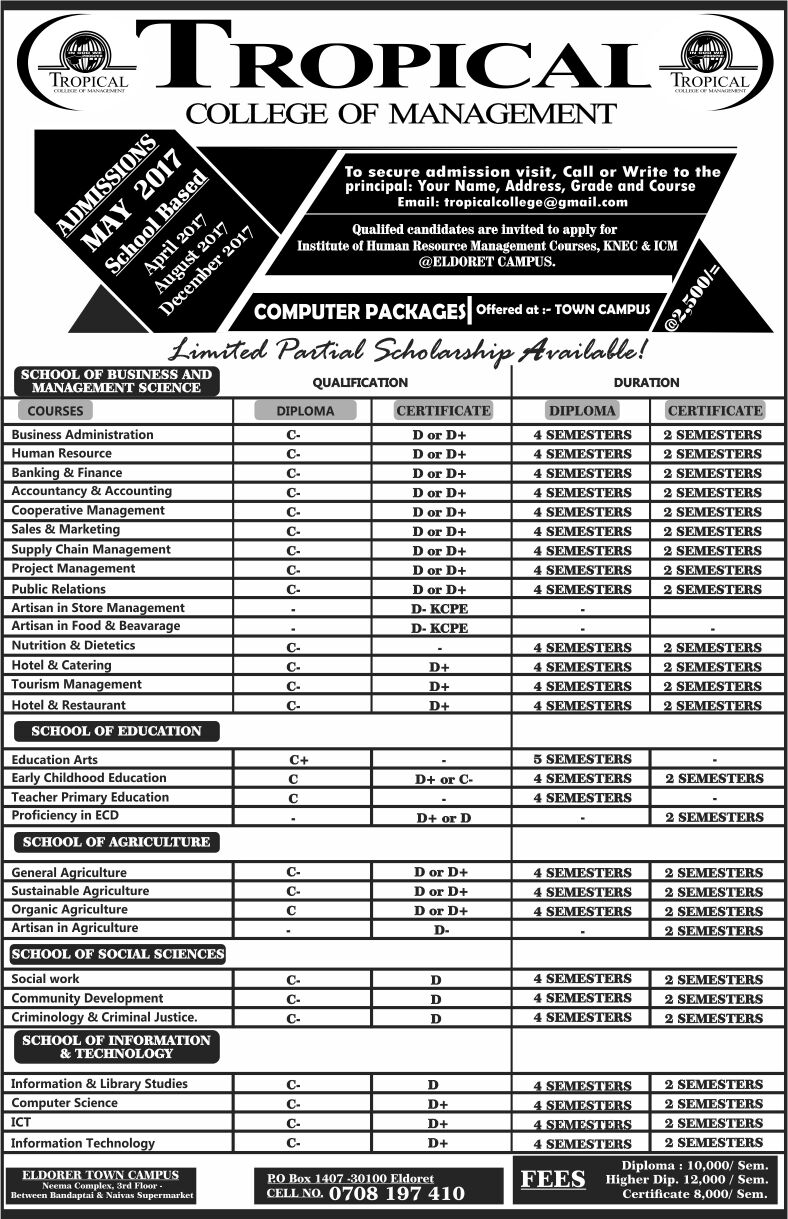 IN GOD WE
TROPICAL
COLLEGE OF MANAGEMENT
TROPICAL
COLLEGE OF MANAGEMENT
IN GOD WE
TROPICAL
COLLEGE OF MANAGEMENT
ADMISSIONS
MAY 2017
School Based
April 2017
August 2017
December 2017
To secure admission visit, Call or Write to the
principal: Your Name, Address, Grade and Course
Email: tropicalcollege@gmail.com
Qualifed candidates are invited to apply for
Institute of Human Resource Management Courses, KNEC & ICM
@ELDORET CAMPUS.
COMPUTER PACKAGES Offered at :- TOWN CAMPUS
@2,500/=
Limited Partial Scholarship Available!
SCHOOL OF BUSINESS AND
MANAGEMENT SCIENCE
QUALIFICATION DURATION
COURSES DIPLOMA CERTIFICATE DIPLOMA CERTIFICATE
Business Administration C- D or D+ 4 SEMESTERS 2 SEMESTERS
Human Resource C- D or D+ 4 SEMESTERS 2 SEMESTERS
Banking & Finance C- D or D+ 4 SEMESTERS 2 SEMESTERS
Accountancy & Accounting C- D or D+ 4 SEMESTERS 2 SEMESTERS
Cooperative Management C- D or D+ 4 SEMESTERS 2 SEMESTERS
Sales & Marketing C- D or D+ 4 SEMESTERS 2 SEMESTERS
Supply Chain Management C- D or D+ 4 SEMESTERS 2 SEMESTERS
Project Management C- D or D+ 4 SEMESTERS 2 SEMESTERS
Public Relations C- D or D+ 4 SEMESTERS 2 SEMESTERS
Artisan in Store Management - D- KCPE -
Artisan in Food & Beavarage - D- KCPE - -
Nutrition & Dietetics C- - 4 SEMESTERS 2 SEMESTERS
Hotel & Catering C- D+ 4 SEMESTERS 2 SEMESTERS
Tourism Management C- D+ 4 SEMESTERS 2 SEMESTERS
Hotel & Restaurant C- D+ 4 SEMESTERS 2 SEMESTERS
SCHOOL OF EDUCATION
Education Arts C+ - 5 SEMESTERS -
Early Childhood Education C D+ or C- 4 SEMESTERS 2 SEMESTERS
Teacher Primary Education C - 4 SEMESTERS -
Proficiency in ECD - D+ or D - 2 SEMESTERS
SCHOOL OF AGRICULTURE
General Agriculture C- D or D+ 4 SEMESTERS 2 SEMESTERS
Sustainable Agriculture C- D or D+ 4 SEMESTERS 2 SEMESTERS
Organic Agriculture C D or D+ 4 SEMESTERS 2 SEMESTERS
Artisan in Agriculture - D- - 2 SEMESTERS
SCHOOL OF SOCIAL SCIENCES
Social work C- D 4 SEMESTERS 2 SEMESTERS
Community Development C- D 4 SEMESTERS 2 SEMESTERS
Criminology & Criminal Justice. C- D 4 SEMESTERS 2 SEMESTERS
SCHOOL OF INFORMATION
& TECHNOLOGY
Information & Library Studies C- D 4 SEMESTERS 2 SEMESTERS
Computer Science C- D+ 4 SEMESTERS 2 SEMESTERS
ICT C- D+ 4 SEMESTERS 2 SEMESTERS
Information Technology C- D+ 4 SEMESTERS 2 SEMESTERS
ELDORER TOWN CAMPUS
Neema Complex, 3rd Floor -
Between Bandaptai & Naivas Supermarket
P.O Box 1407 -30100 Eldoret
CELL NO. 0708 197 410
FEES
Diploma : 10,000/ Sem.
Higher Dip. 12,000 / Sem.
Certificate 8,000/ Sem.